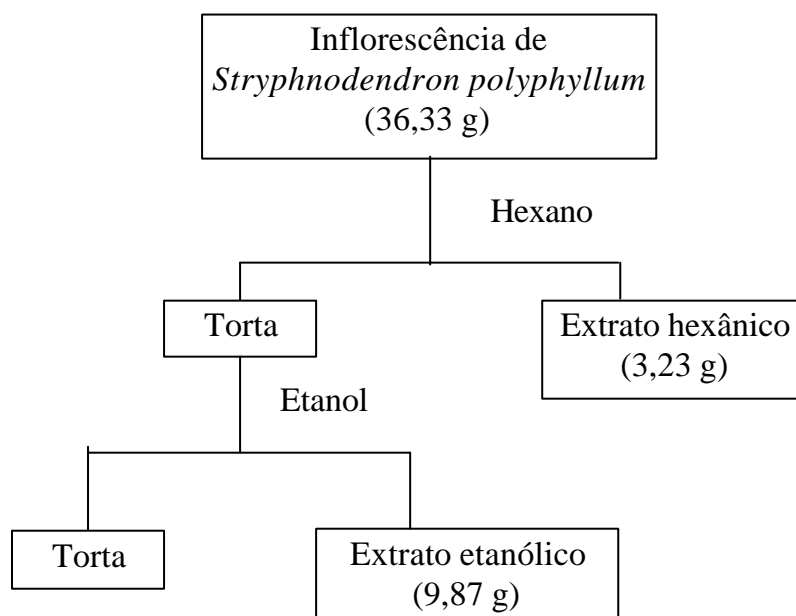 Inflorescência de
Stryphnodendron polyphyllum
(36,33 g)
Hexano
Torta
Extrato hexânico
(3,23 g)
Etanol
Torta
Extrato etanólico
(9,87 g)